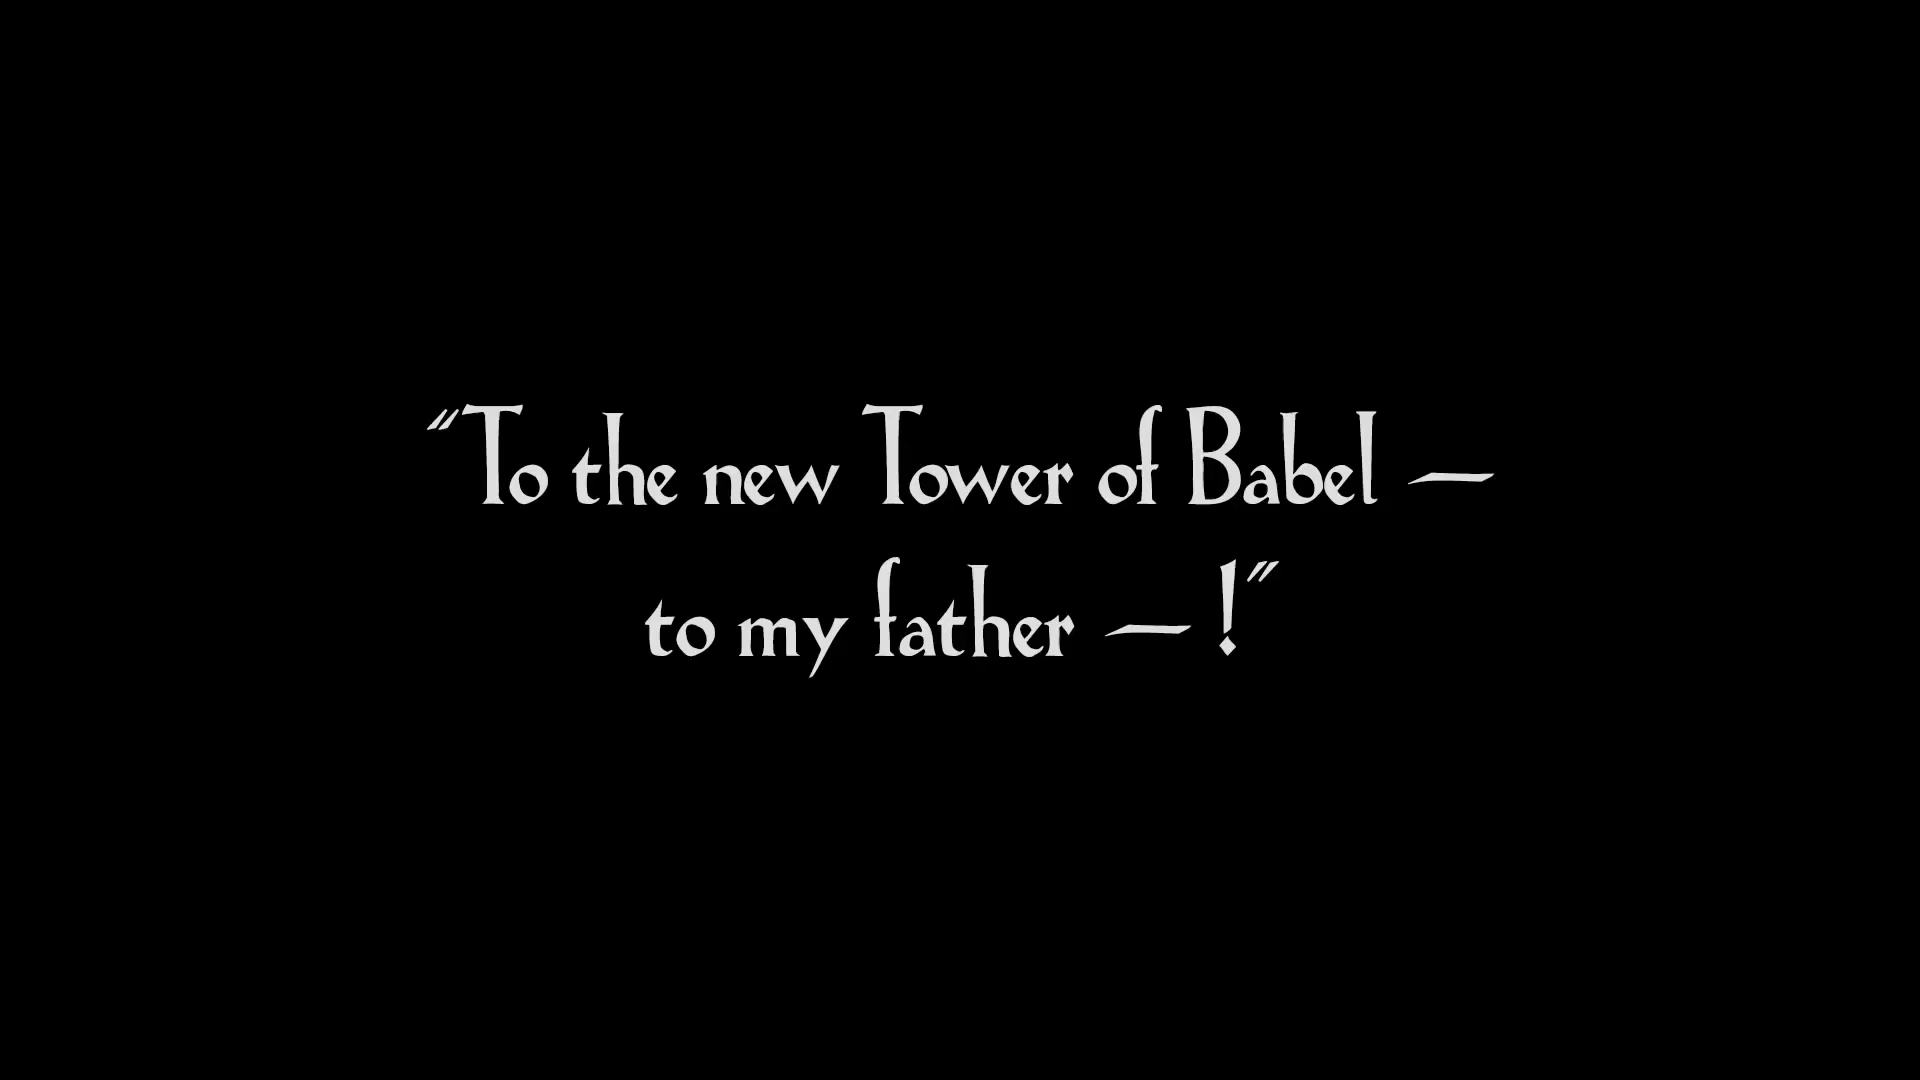 "To the new Tower of Babel —
to my father — !"